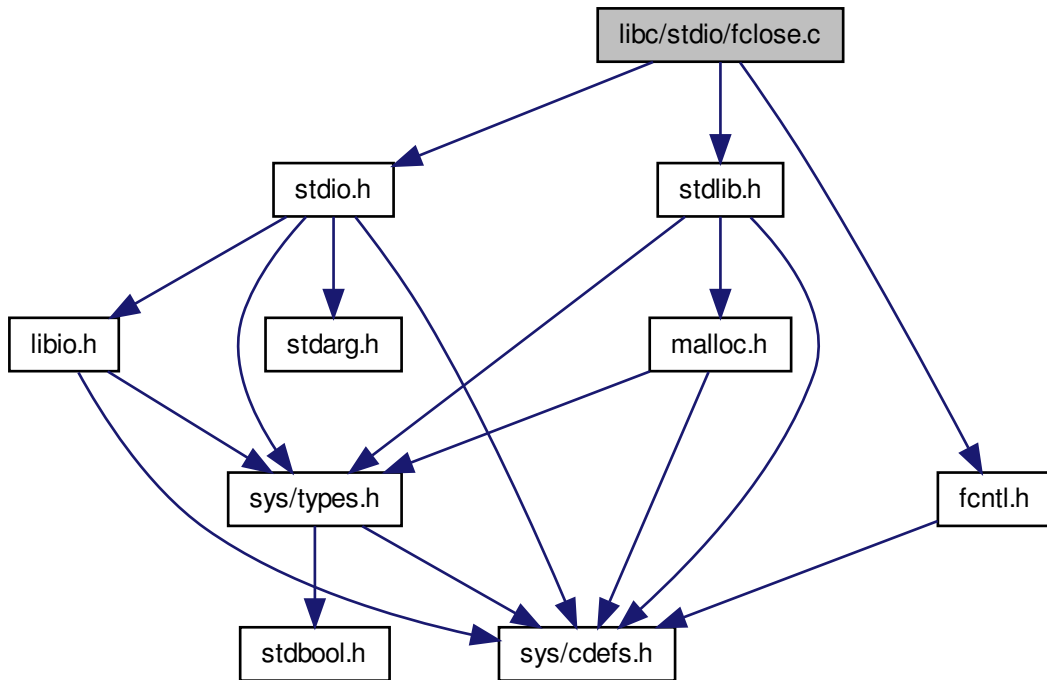 libc/stdio/fclose.c
stdio.h
stdlib.h
libio.h
stdarg.h
malloc.h
sys/types.h
fcntl.h
stdbool.h
sys/cdefs.h